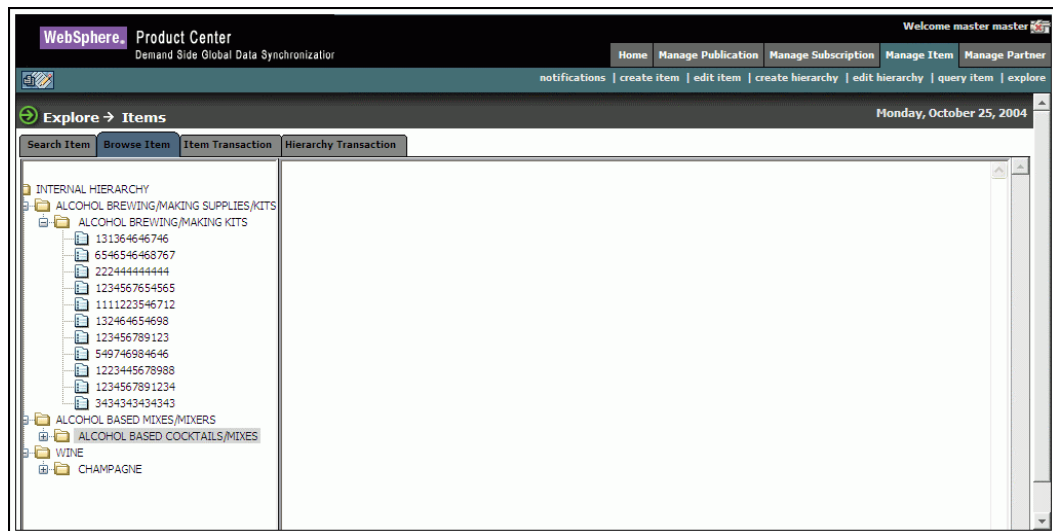 Welcome master master
WebSphere. Product Center
Demand Side Global Data Synchronizatior
Home Manage Publication Manage Subscription Manage Item Manage Partner
notifications | create item | edit item | create hierarchy | edit hierarchy | query item | explore
Explore → Items
Monday, October 25, 2004
Search Item Browse Item Item Transaction Hierarchy Transaction
INTERNAL HIERARCHY
ALCOHOL BREWING/MAKING SUPPLIES/KITS
ALCOHOL BREWING/MAKING KITS
131364646746
6546546468767
222444444444
1234567654565
1111223546712
132464654698
123456789123
549746984646
1223445678988
1234567891234
3434343434343
ALCOHOL BASED MIXES/MIXERS
ALCOHOL BASED COCKTAILS/MIXES
WINE
CHAMPAGNE